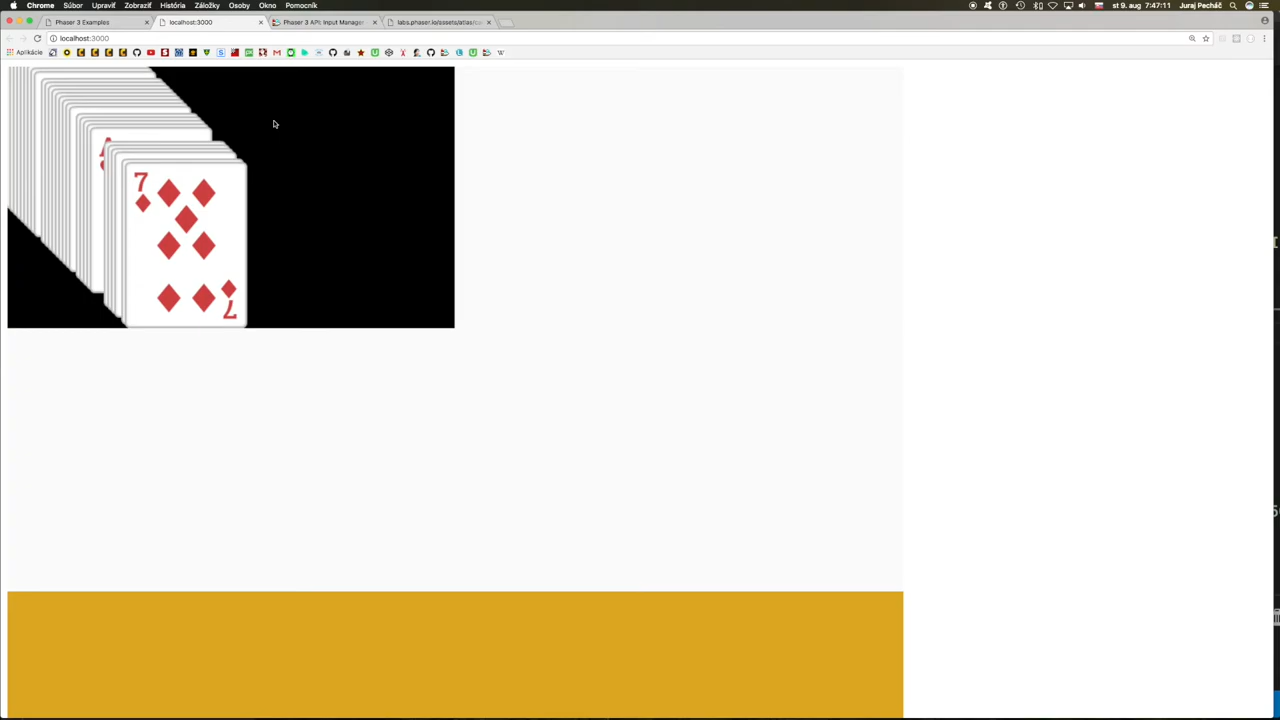 Chrome Súbor Upraviť Zobraziť História Záložky Osoby Okno Pomocník st 9. aug 7:47:11 Juraj Pecháč
Phaser 3 Examples localhost:3000 Phaser 3 API: Input Manager labs.phaser.io/assets/atlas/
localhost:3000
Aplikácie
7
7